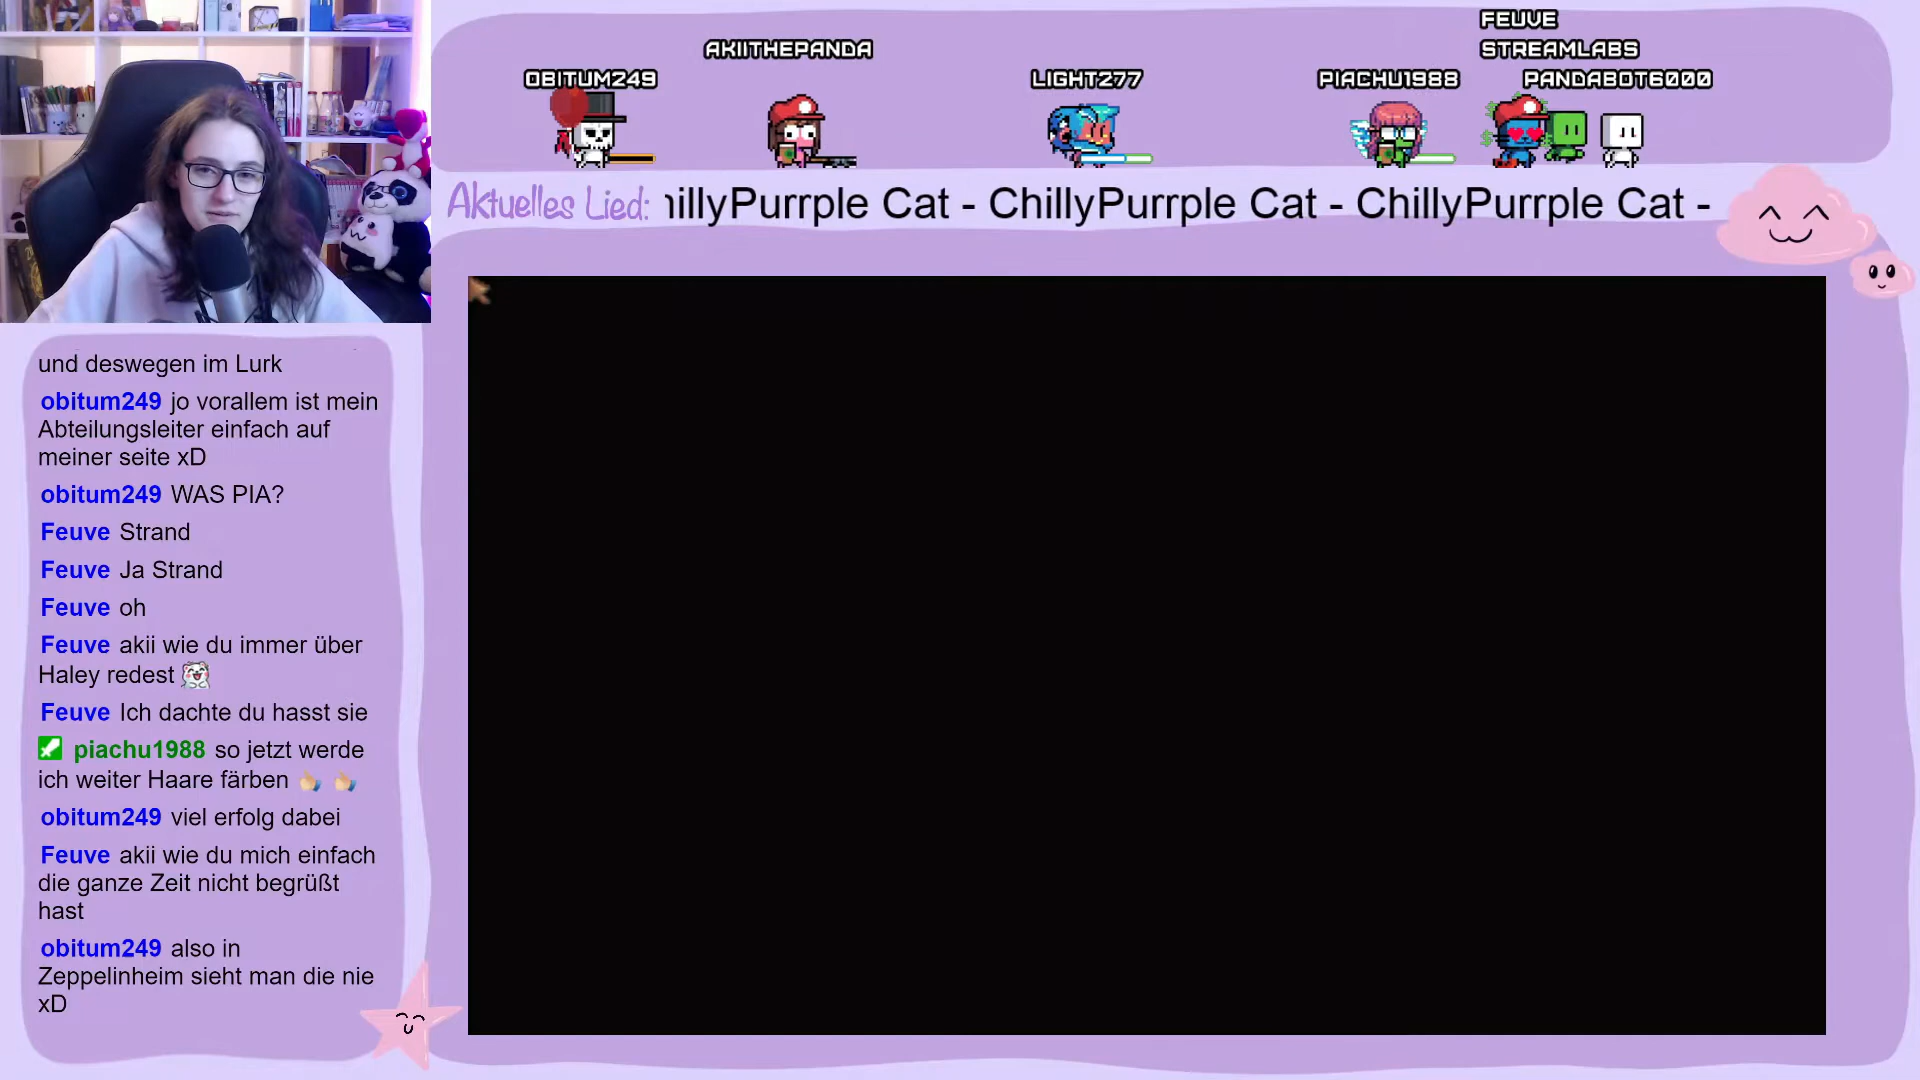 FEUVE
AKIITHEPANDA
STREAMLABS
OBITUM249
LIGHT277
PIACHU1988
PANDABOT6000
Aktuelles Lied:
hillyPurrple Cat - ChillyPurrple Cat - ChillyPurrple Cat -
und deswegen im Lurk
obitum249 jo vorallem ist mein
Abteilungsleiter einfach auf
meiner seite xD
obitum249 WAS PIA?
Feuve Strand
Feuve Ja Strand
Feuve oh
Feuve akii wie du immer über
Haley redest
Feuve Ich dachte du hasst sie
piachu1988 so jetzt werde
ich weiter Haare färben
obitum249 viel erfolg dabei
Feuve akii wie du mich einfach
die ganze Zeit nicht begrüßt
hast
obitum249 also in
Zeppelinheim sieht man die nie
xD